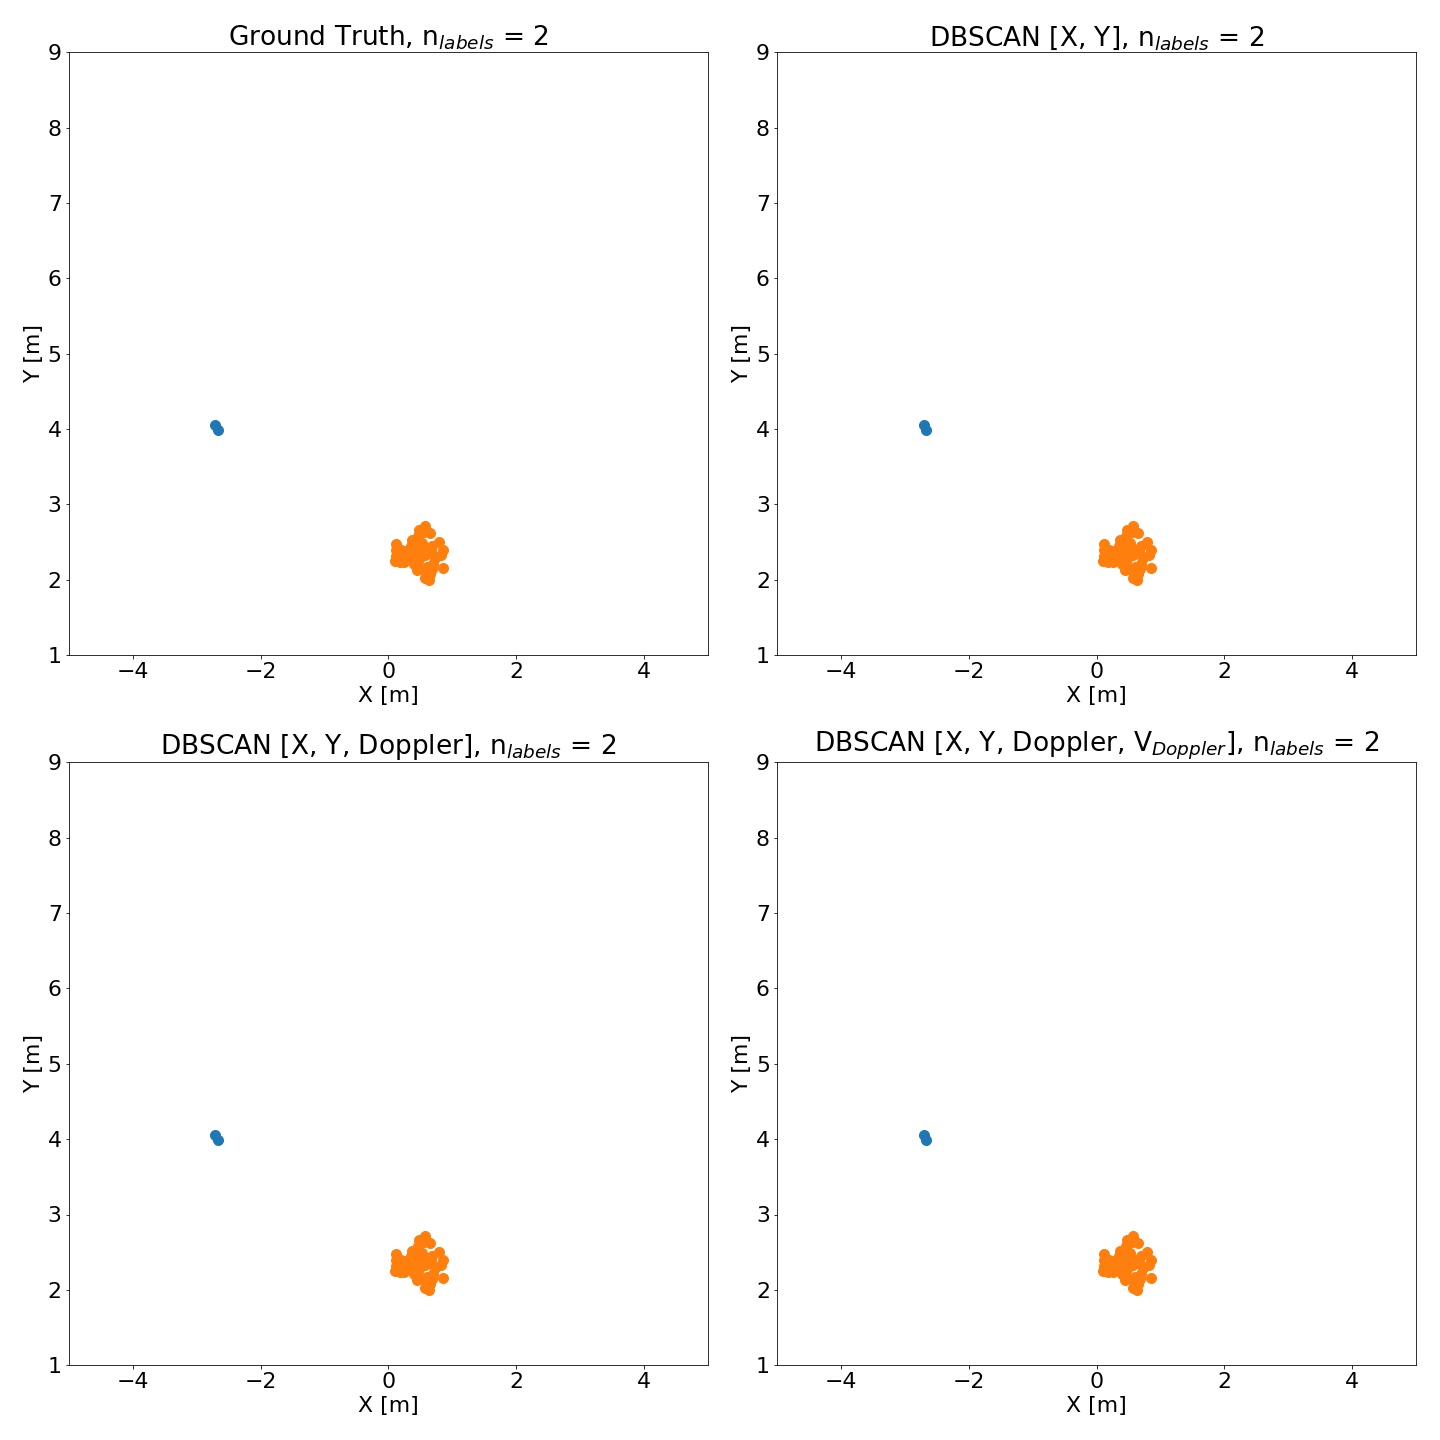 Ground Truth, n_labels = 2
9
8
7
6
5
4
3
2
1
Y [m]
−4 −2 0 2 4
X [m]
DBSCAN [X, Y], n_labels = 2
9
8
7
6
5
4
3
2
1
Y [m]
−4 −2 0 2 4
X [m]
DBSCAN [X, Y, Doppler], n_labels = 2
9
8
7
6
5
4
3
2
1
Y [m]
−4 −2 0 2 4
X [m]
DBSCAN [X, Y, Doppler, V_Doppler], n_labels = 2
9
8
7
6
5
4
3
2
1
Y [m]
−4 −2 0 2 4
X [m]